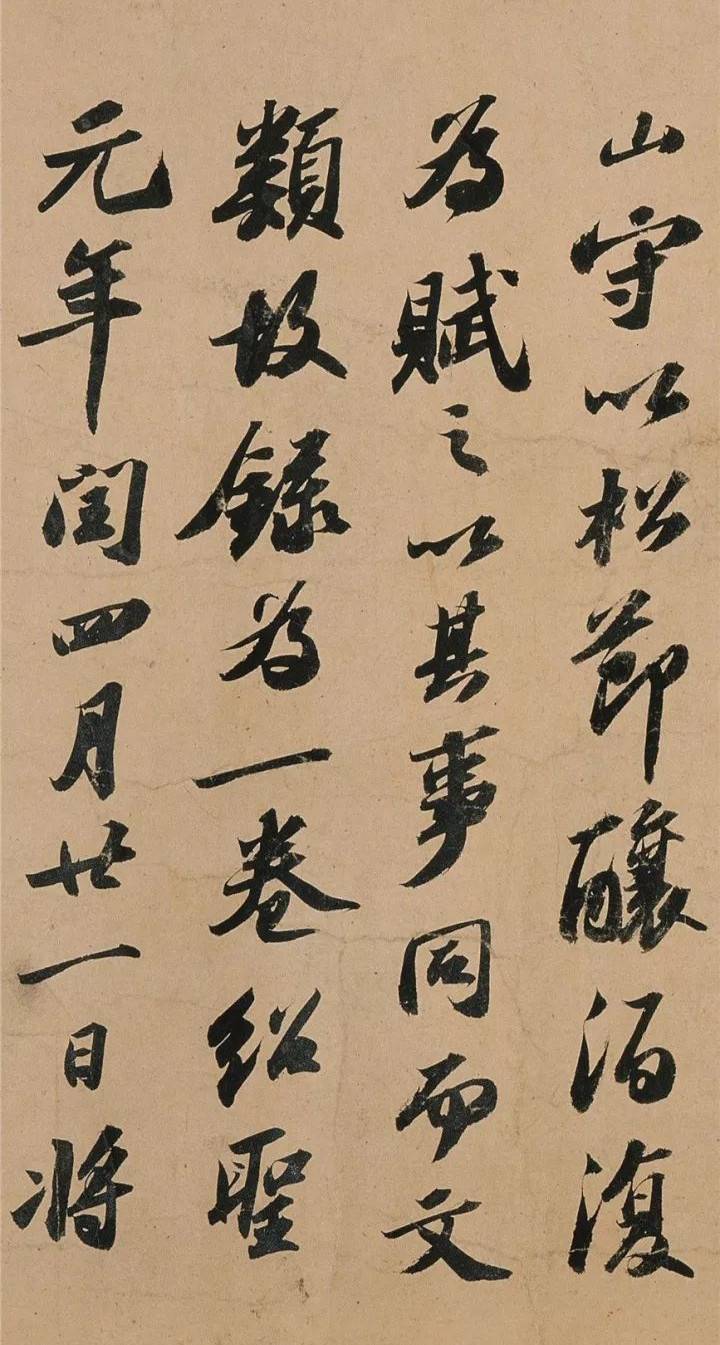 山守以松節釀酒復
為賦之以其事同而文
類故錄為一卷紹聖
元年閏四月廿一日將